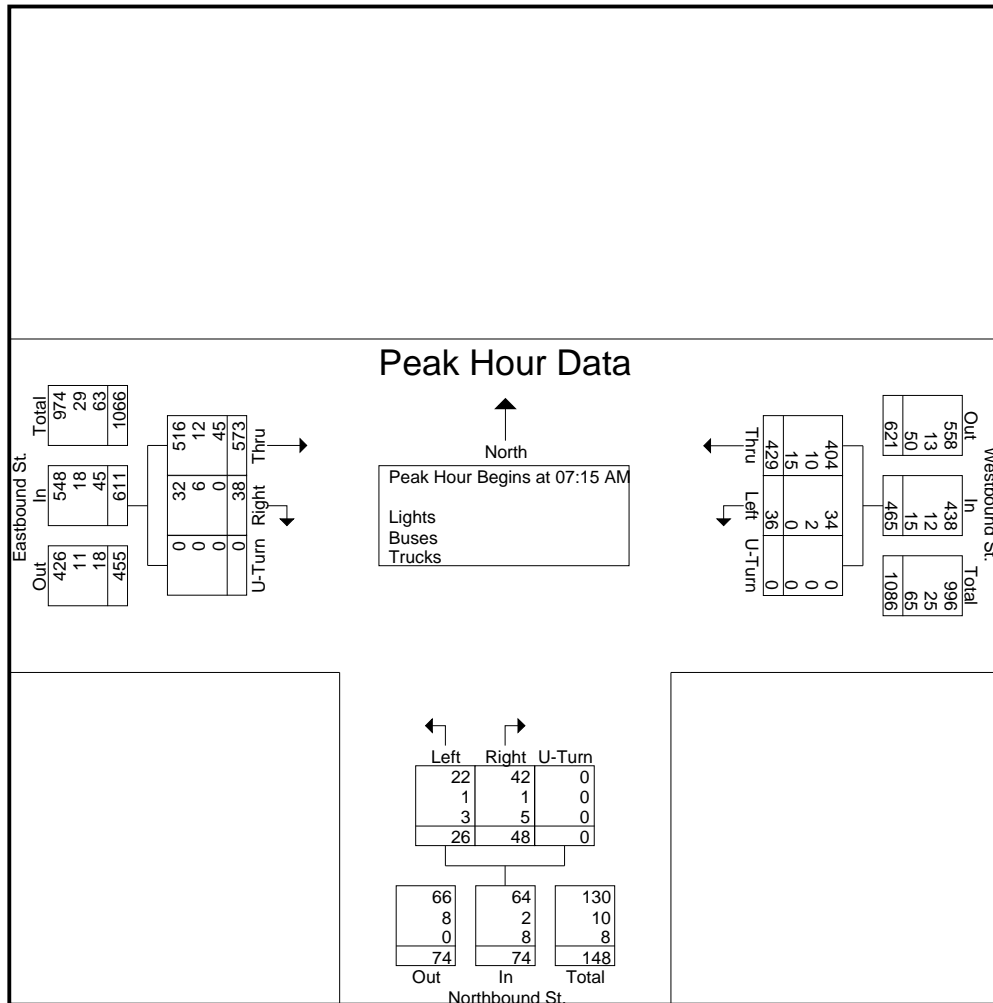 Peak Hour Data
North
Peak Hour Begins at 07:15 AM
Lights
Buses
Trucks
Eastbound St.
Total
974
29
63
1066
In
548
18
45
611
Out
426
11
18
455
Thru
516
12
45
573
Right
32
6
0
38
U-Turn
0
0
0
0
Westbound St.
Out
558
13
50
621
In
438
12
15
465
Total
996
25
65
1086
Thru
404
10
15
429
Left
34
2
0
36
U-Turn
0
0
0
0
Left Right U-Turn
22 42 0
1 1 0
3 5 0
26 48 0
66 64 130
8 2 10
0 8 8
74 74 148
Out In Total
Northbound St.